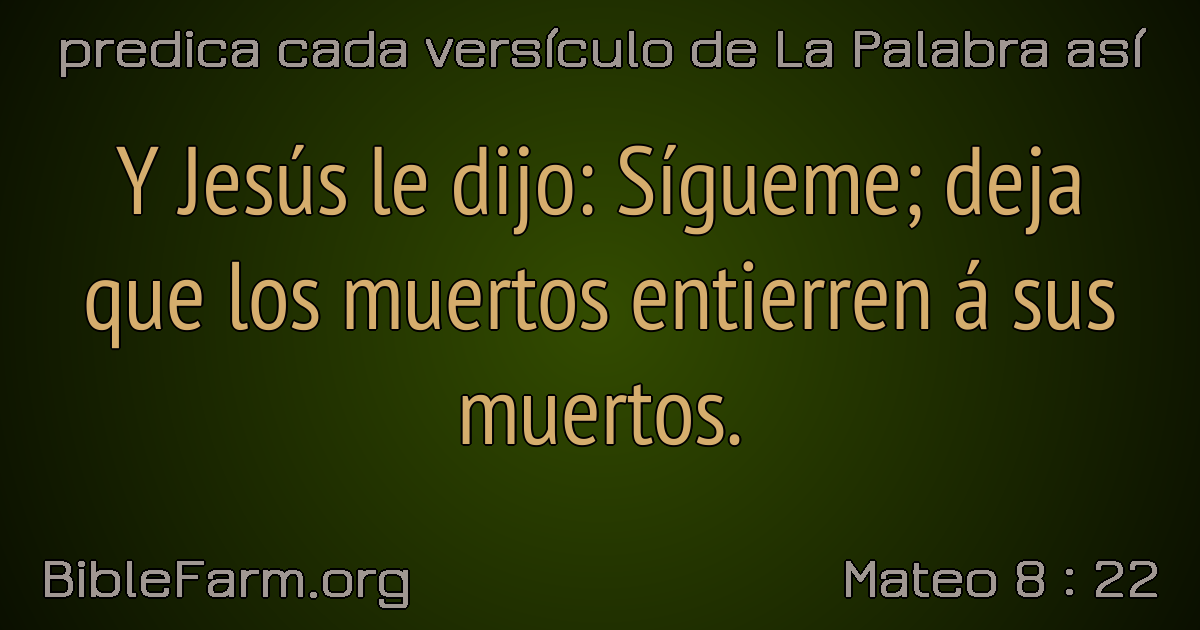 predica cada versículo de La Palabra así
Y Jesús le dijo: Sígueme; deja
que los muertos entierren á sus
muertos.
BibleFarm.org
Mateo 8 : 22